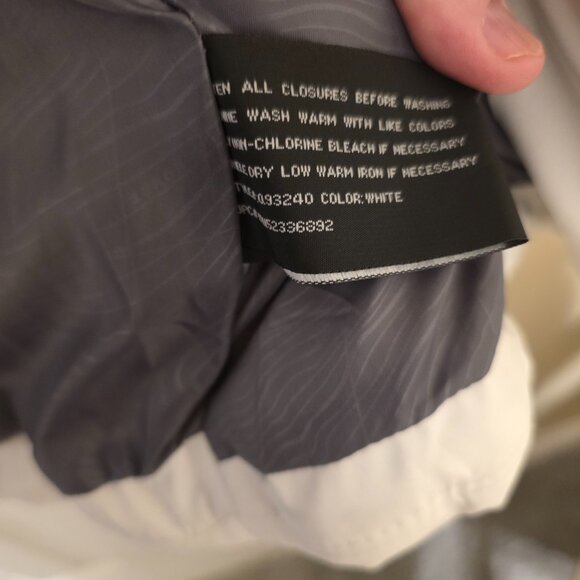 EN ALL CLOSURES BEFORE WASHING
NE WASH WARM WITH LIKE COLORS
NON-CHLORINE BLEACH IF NECESSARY
DRY LOW WARM IRON IF NECESSARY
093240 COLOR:WHITE
52336892